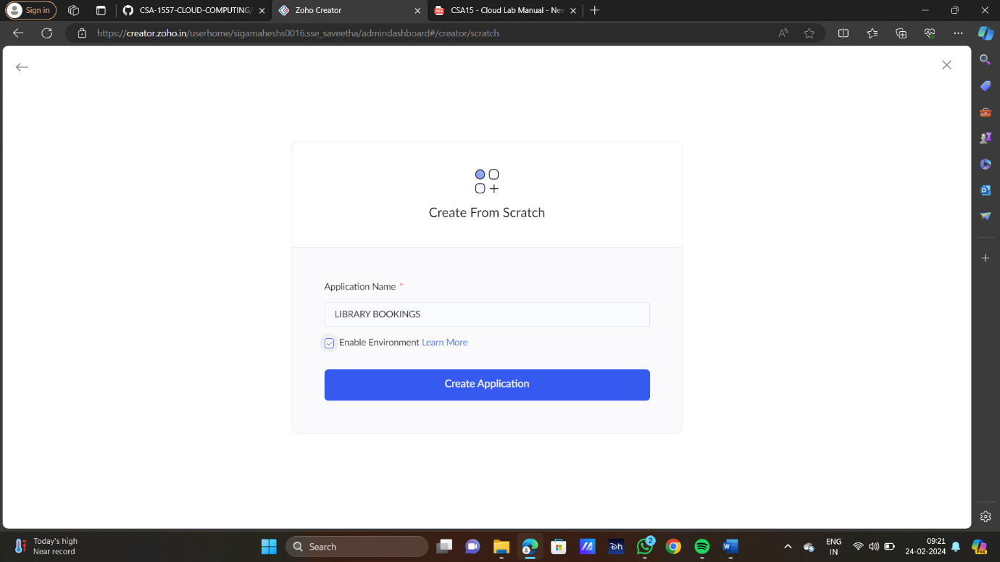 Sign in
CSA-1557-CLOUD-COMPUTING/
Zoho Creator
CSA15 - Cloud Lab Manual - Nev
https://creator.zoho.in/userhome/sigamaheshs0016.sse_saveetha/admindashboard#/creator/scratch
Create From Scratch
Application Name *
LIBRARY BOOKINGS
Enable Environment Learn More
Create Application
Today's high
Near record
Search
2
ENG
IN
09:21
24-02-2024